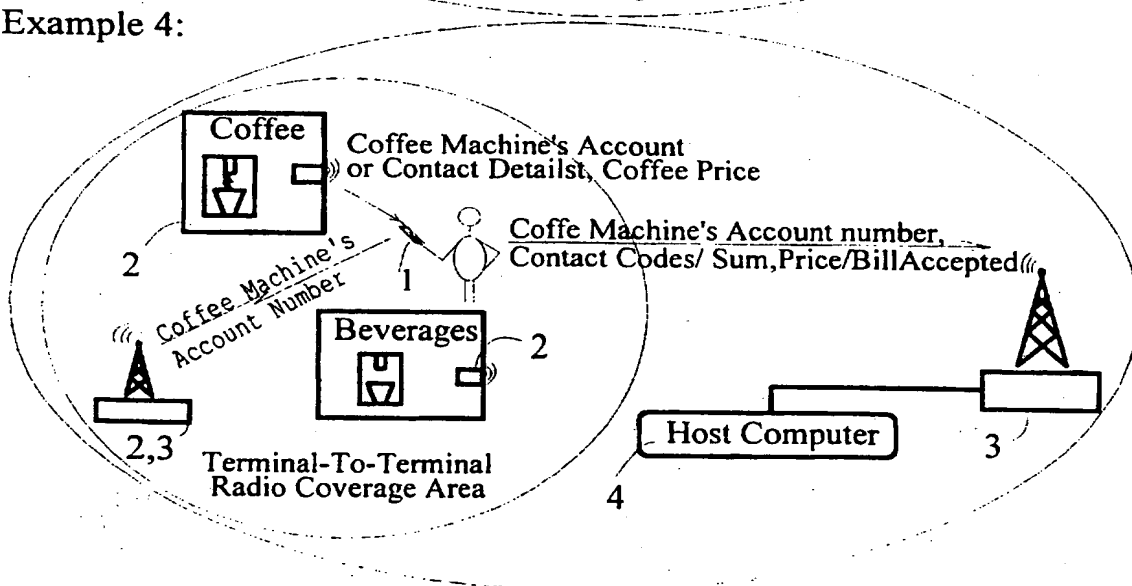 Example 4:
Coffee
Coffee Machine's Account
or Contact Detailst, Coffee Price
2
1
Coffe Machine's Account number,
Contact Codes/ Sum,Price/BillAccepted
Coffee Machine's
Account Number
Beverages
2
2,3
Terminal-To-Terminal
Radio Coverage Area
Host Computer
4
3